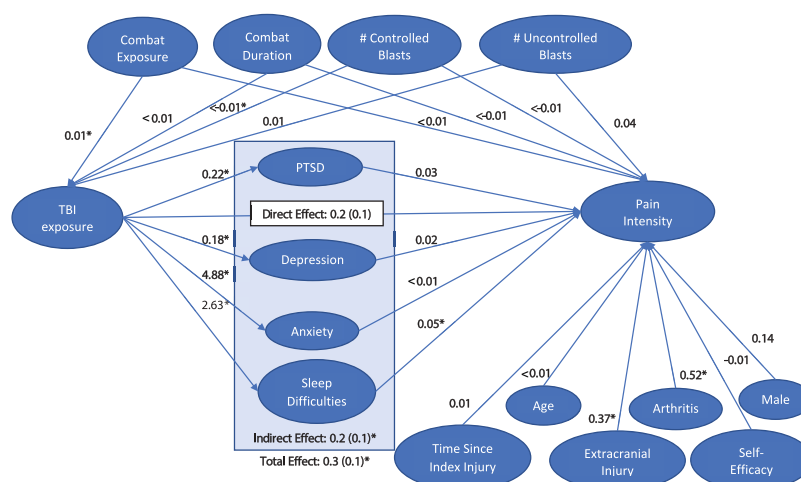 Combat
Exposure
Combat
Duration
# Controlled
Blasts
# Uncontrolled
Blasts
0.01*
< 0.01
<-0.01*
0.01
<0.01
<-0.01
<-0.01
0.04
TBI
exposure
0.22*
PTSD
0.03
Direct Effect: 0.2 (0.1)
Pain
Intensity
0.18*
Depression
0.02
4.88*
2.63*
Anxiety
<0.01
Sleep
Difficulties
0.05*
Indirect Effect: 0.2 (0.1)*
Total Effect: 0.3 (0.1)*
0.01
<0.01
0.37*
0.52*
-0.01
0.14
Time Since
Index Injury
Age
Extracranial
Injury
Arthritis
Self-
Efficacy
Male